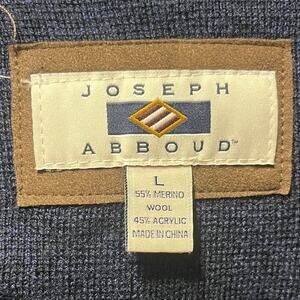 JOSEPH
ABBOUD™
L
55% MERINO
WOOL
45% ACRYLIC
MADE IN CHINA